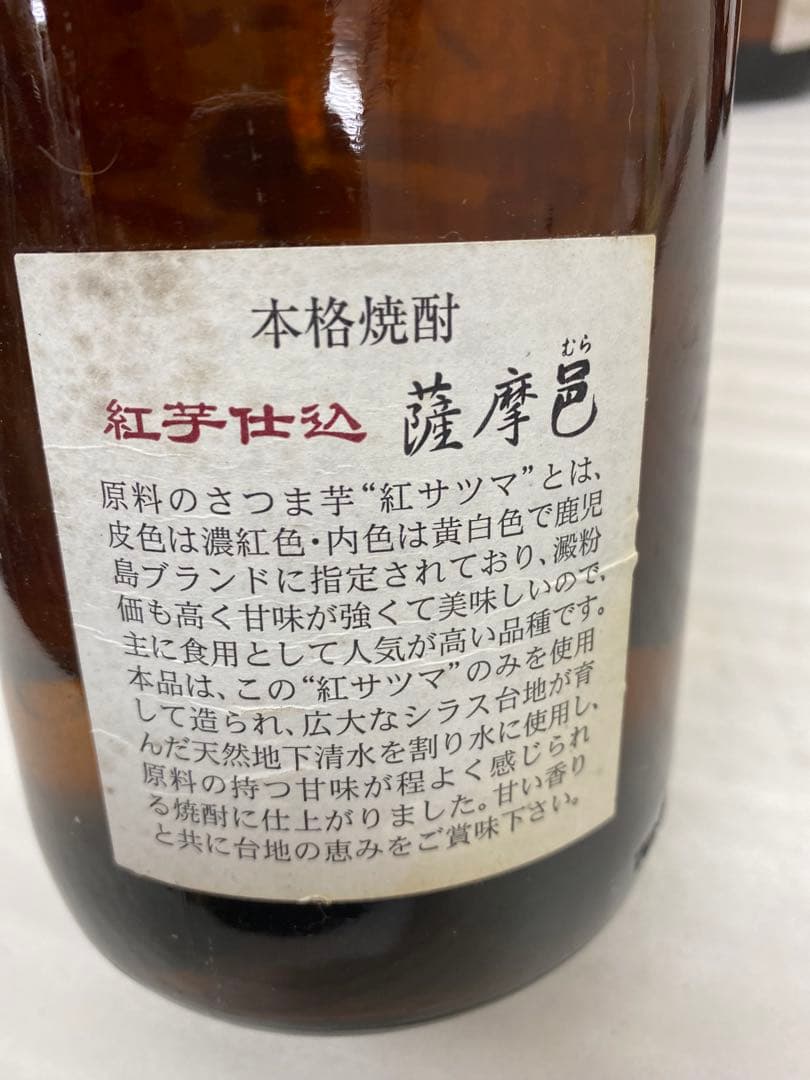 本格焼酎
むら
紅芋仕込 薩摩邑
原料のさつま芋“紅サツマ”とは、
皮色は濃紅色・内色は黄白色で鹿児
島ブランドに指定されており、澱粉
価も高く甘味が強くて美味しいので、
主に食用として人気が高い品種です。
本品は、この“紅サツマ”のみを使用
して造られ、広大なシラス台地が育
んだ天然地下清水を割り水に使用し、
原料の持つ甘味が程よく感じられ
る焼酎に仕上がりました。甘い香り
と共に台地の恵みをご賞味下さい。